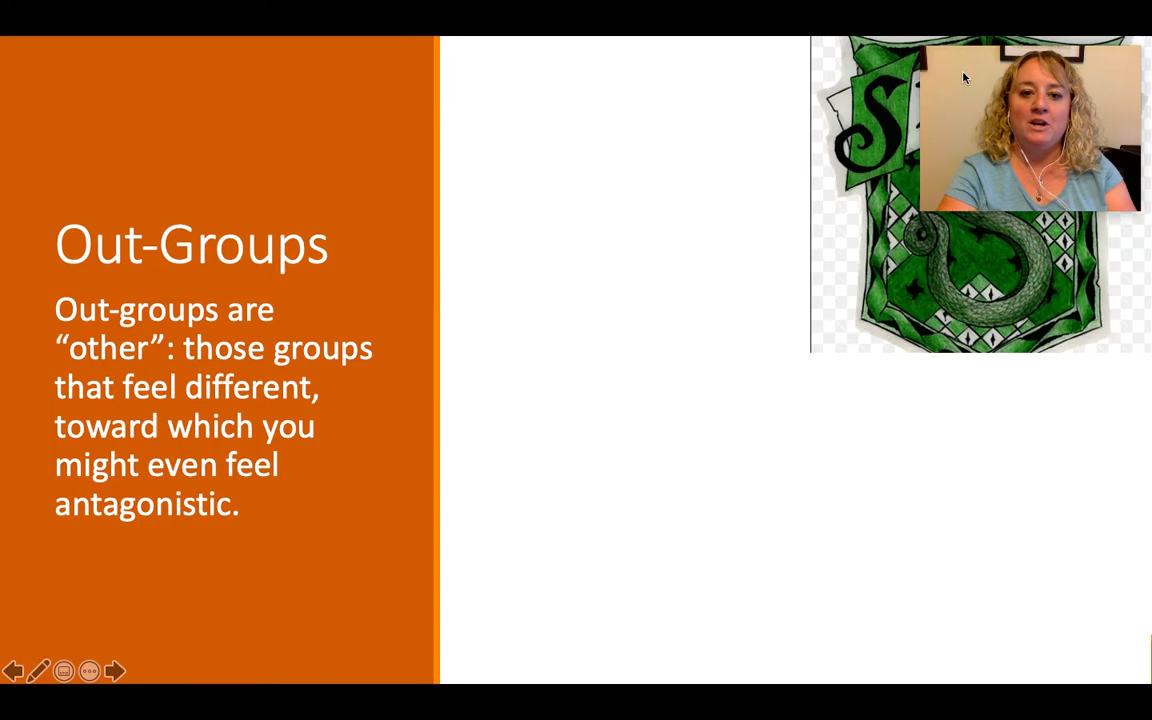 S
Out-Groups
Out-groups are
“other”: those groups
that feel different,
toward which you
might even feel
antagonistic.